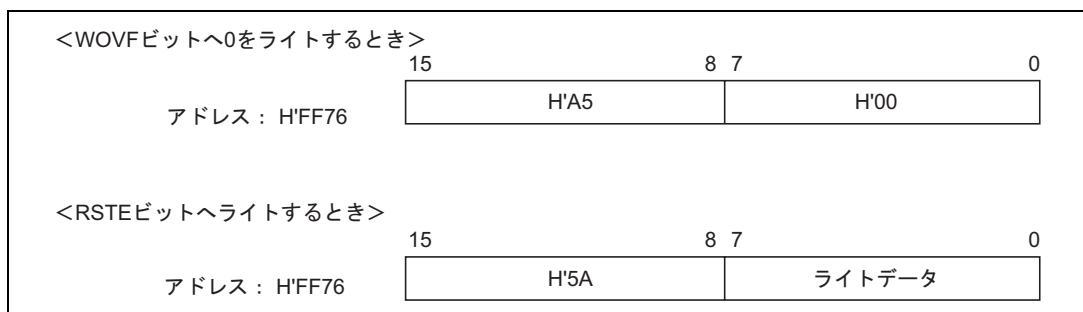 ＜WOVFビットへ0をライトするとき＞
15 8 7 0
アドレス： H'FF76 H'A5 H'00
＜RSTEビットへライトするとき＞
15 8 7 0
アドレス： H'FF76 H'5A ライトデータ